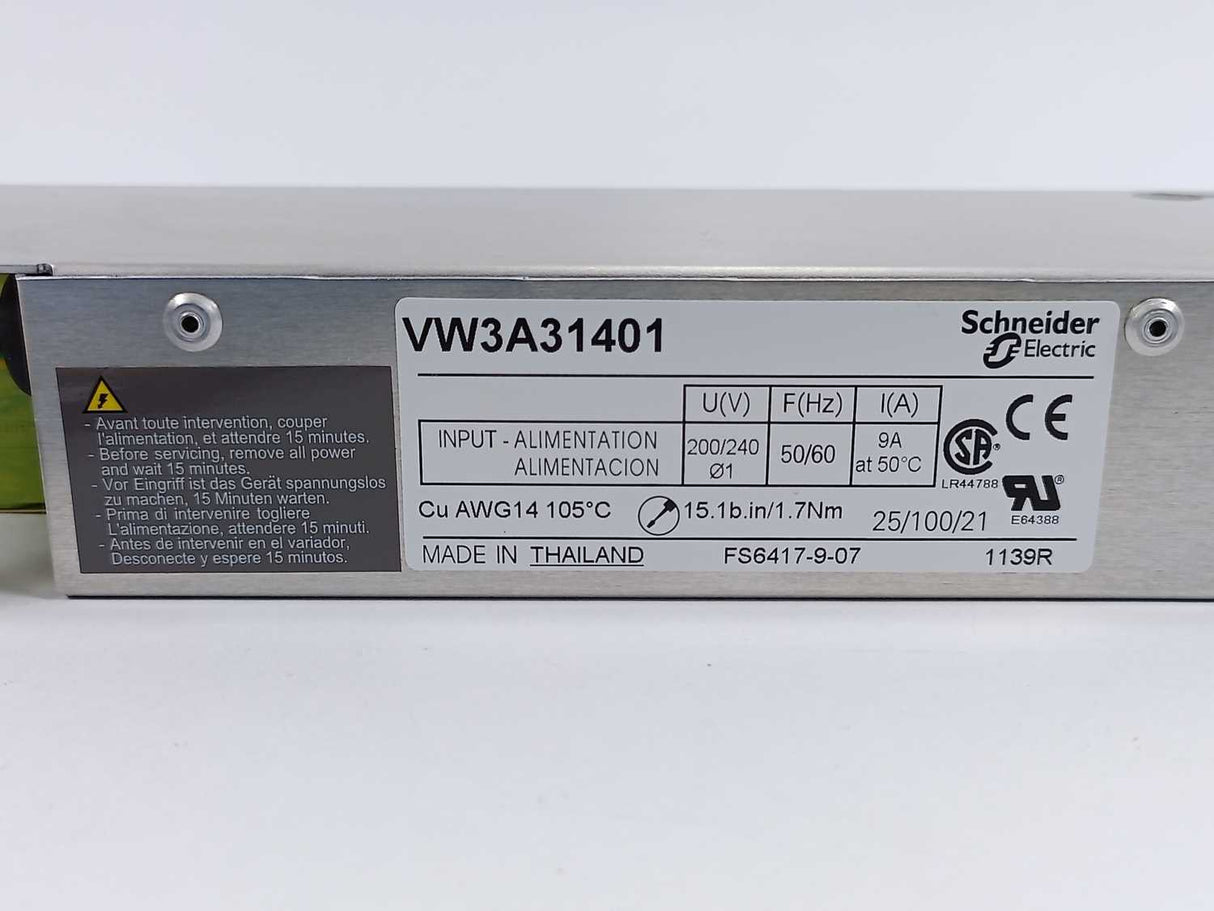 VW3A31401
Schneider
Electric
U(V) F(Hz) I(A)
INPUT - ALIMENTATION
ALIMENTACION
200/240
Ø1
50/60
9A
at 50°C
CE
SA ®
LR44788
RU ®
E64388
Cu AWG14 105°C 15.1b.in/1.7Nm 25/100/21
MADE IN THAILAND FS6417-9-07 1139R
- Avant toute intervention, couper
l'alimentation, et attendre 15 minutes.
- Before servicing, remove all power
and wait 15 minutes.
- Vor Eingriff ist das Gerät spannungslos
zu machen, 15 Minuten warten.
- Prima di intervenire togliere
L'alimentazione, attendere 15 minuti.
- Antes de intervenir en el variador,
Desconecte y espere 15 minutos.